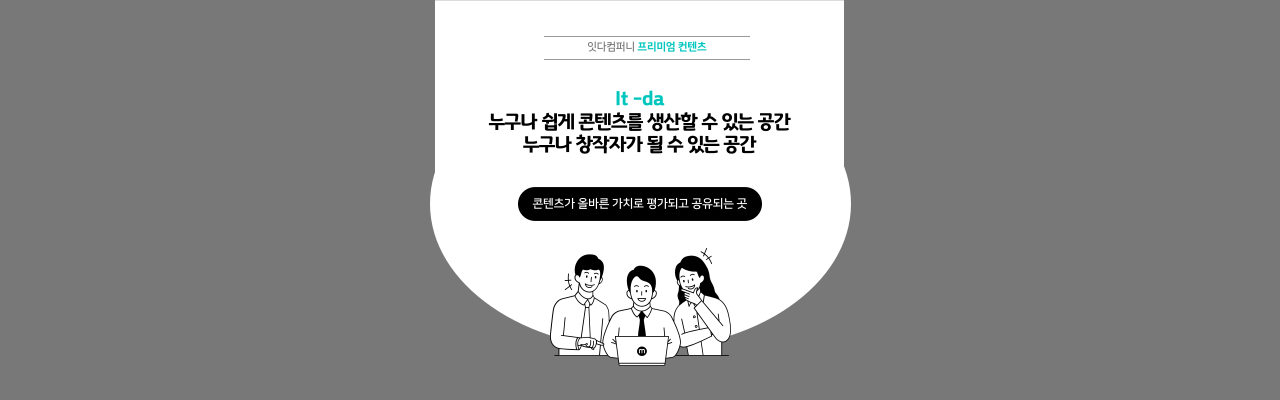 잇다컴퍼니 프리미엄 컨텐츠
It -da
누구나 쉽게 콘텐츠를 생산할 수 있는 공간
누구나 창작자가 될 수 있는 공간
콘텐츠가 올바른 가치로 평가되고 공유되는 곳
m